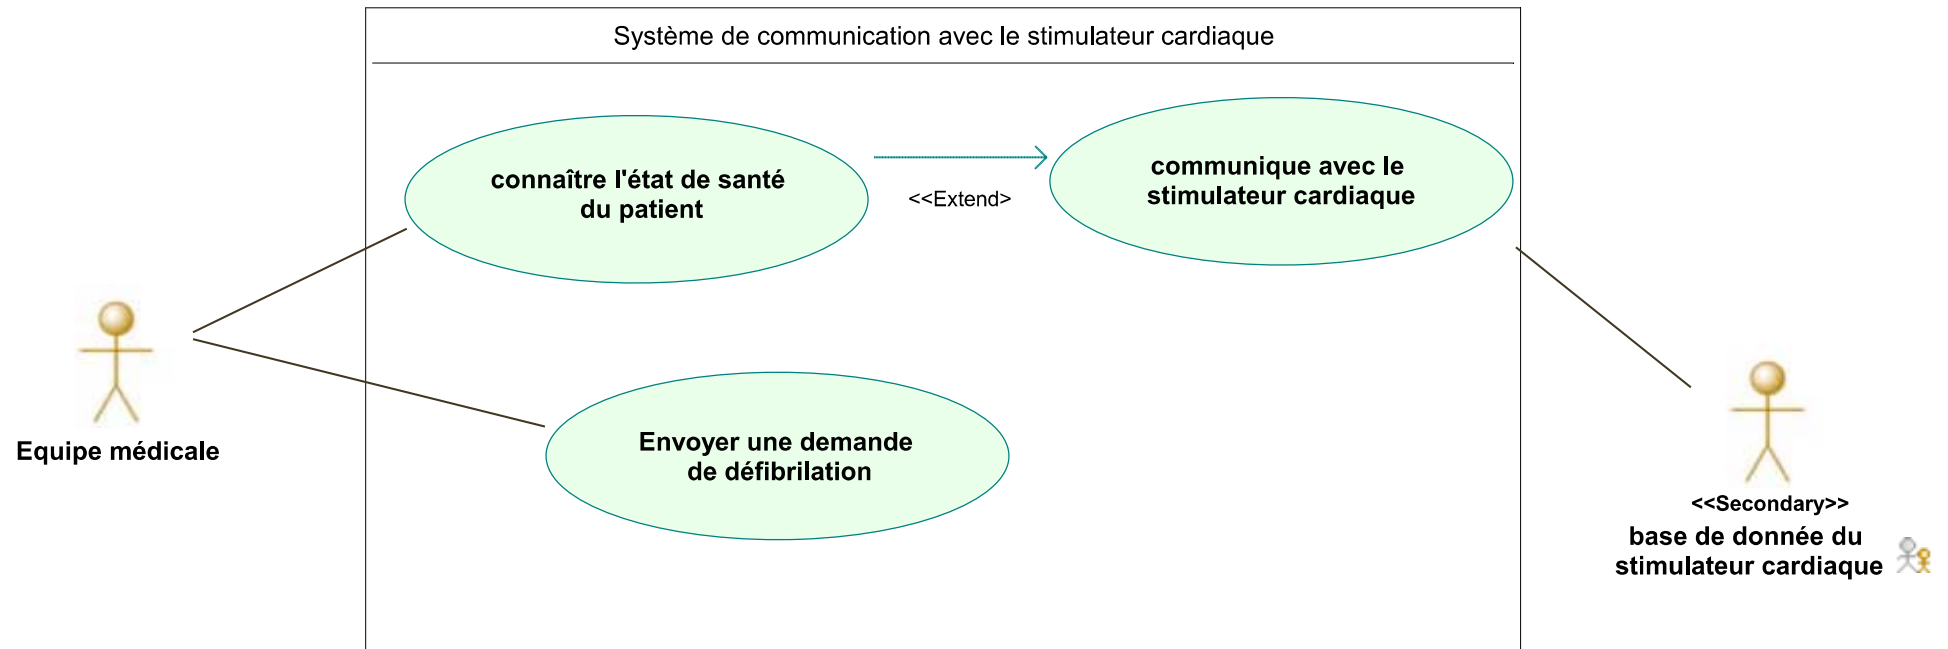 Système de communication avec le stimulateur cardiaque
connaître l'état de santé
du patient
<<Extend>
communique avec le
stimulateur cardiaque
Equipe médicale
Envoyer une demande
de défibrilation
<<Secondary>>
base de donnée du
stimulateur cardiaque